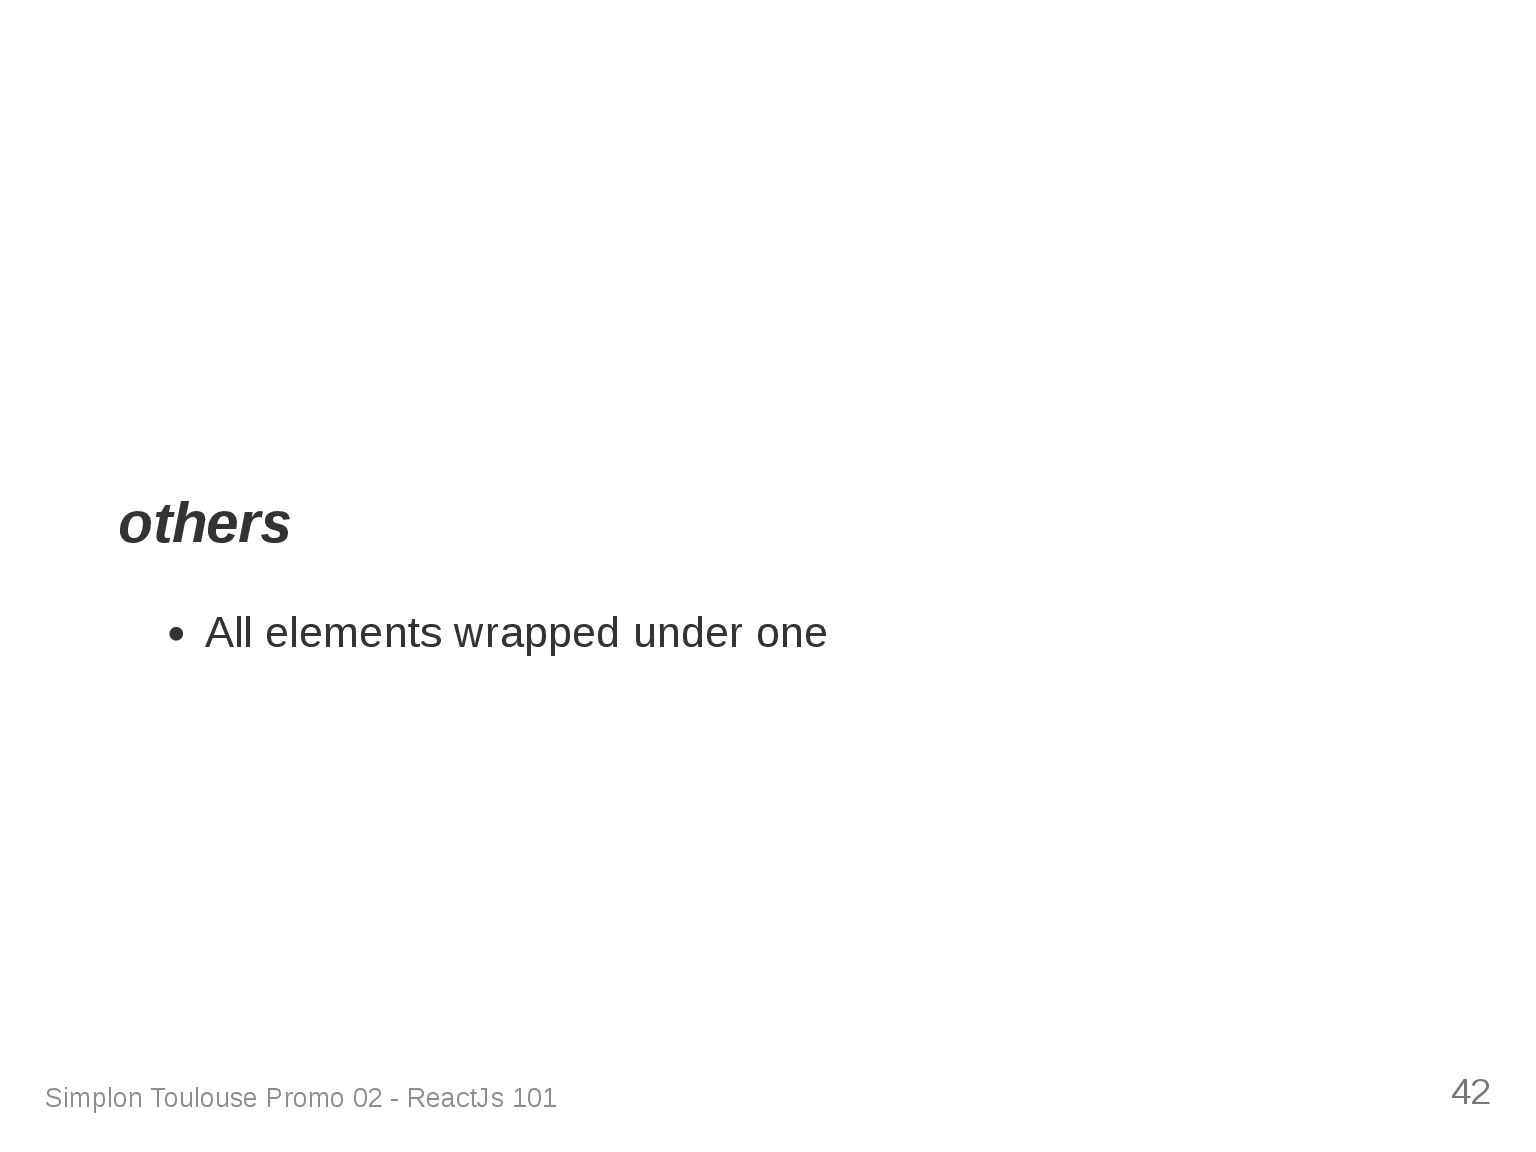 others
• All elements wrapped under one
Simplon Toulouse Promo 02 - ReactJs 101
42